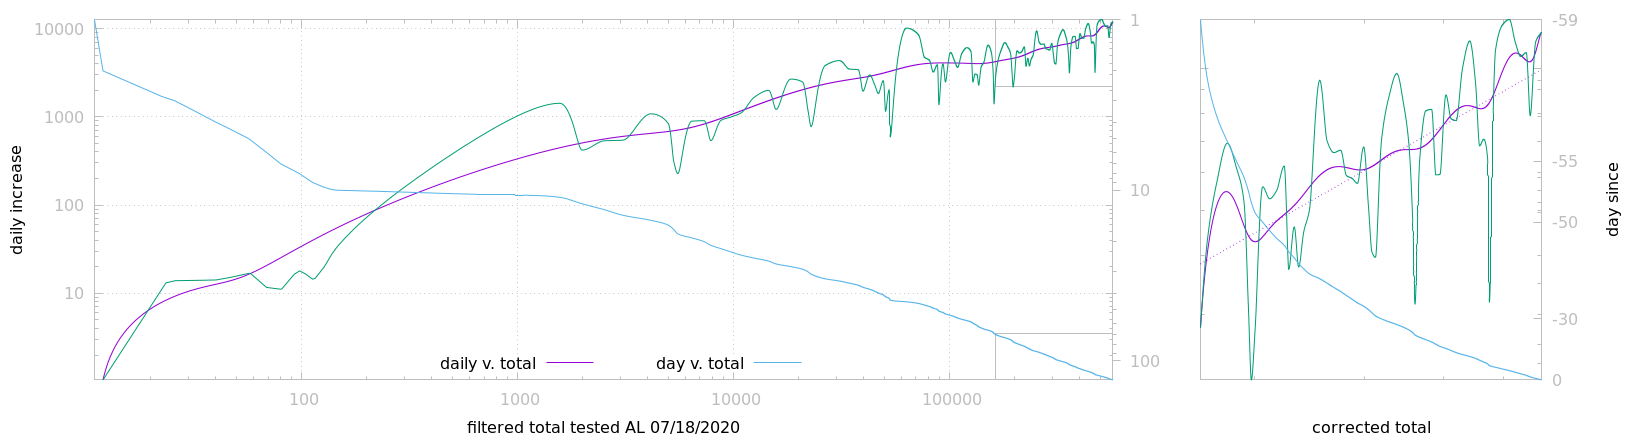 10000
1000
100
10
daily increase
daily v. total
day v. total
100
1000
10000
100000
filtered total tested AL 07/18/2020
1
10
100
-59
-55
-50
-30
0
day since
corrected total